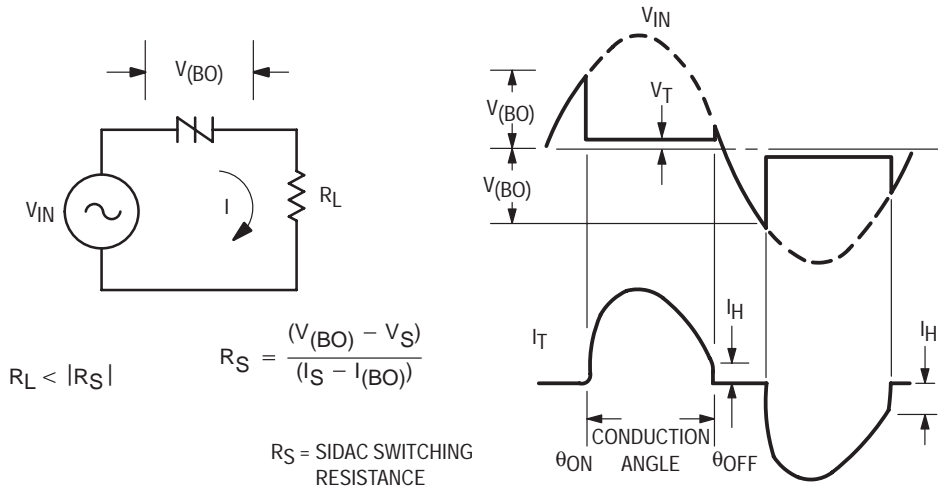 V(BO)
VIN
I
RL
RL < |RS|
RS = (V(BO) − VS)
(IS − I(BO))
RS = SIDAC SWITCHING
RESISTANCE
VIN
VT
V(BO)
V(BO)
IH
IT
IH
CONDUCTION
ANGLE
θON
θOFF